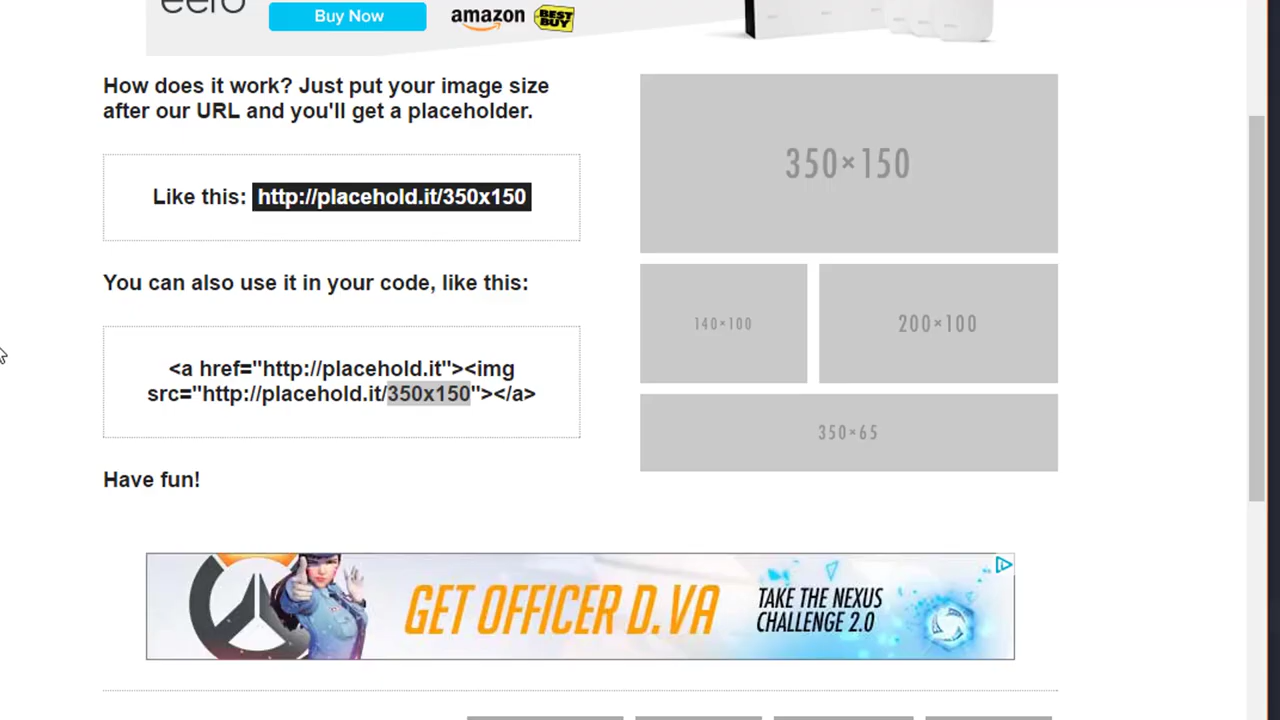 eero
Buy Now
amazon
BEST
BUY
How does it work? Just put your image size
after our URL and you'll get a placeholder.
Like this: http://placehold.it/350x150
You can also use it in your code, like this:
<a href="http://placehold.it"><img
src="http://placehold.it/350x150"></a>
Have fun!
350×150
140×100
200×100
350×65
GET OFFICER D.VA
TAKE THE NEXUS
CHALLENGE 2.0